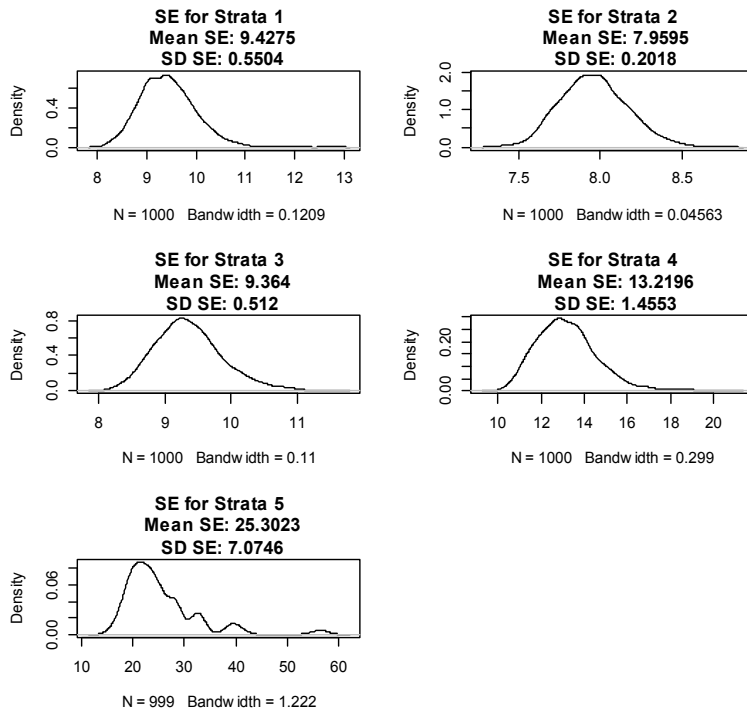 SE for Strata 1
Mean SE: 9.4275
SD SE: 0.5504
Density
0.0 0.4
8 9 10 11 12 13
N = 1000 Bandwidth = 0.1209
SE for Strata 2
Mean SE: 7.9595
SD SE: 0.2018
Density
0.0 1.0 2.0
7.5 8.0 8.5
N = 1000 Bandwidth = 0.04563
SE for Strata 3
Mean SE: 9.364
SD SE: 0.512
Density
0.0 0.4 0.8
8 9 10 11
N = 1000 Bandwidth = 0.11
SE for Strata 4
Mean SE: 13.2196
SD SE: 1.4553
Density
0.00 0.20
10 12 14 16 18 20
N = 1000 Bandwidth = 0.299
SE for Strata 5
Mean SE: 25.3023
SD SE: 7.0746
Density
0.00 0.06
10 20 30 40 50 60
N = 999 Bandwidth = 1.222